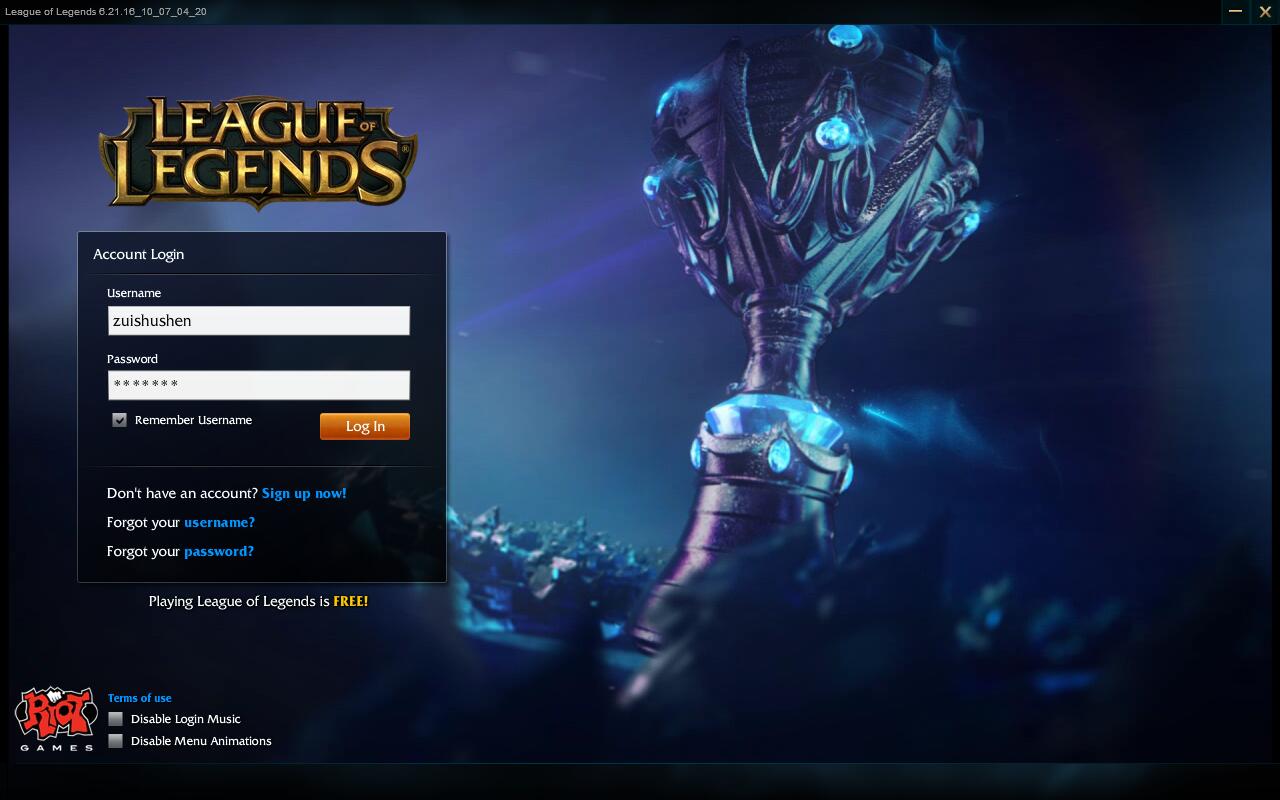 League of Legends 6.21.16_10_07_04_20
LEAGUE OF
LEGENDS®
Account Login
Username
zuishushen
Password
*******
Remember Username
Log In
Don't have an account? Sign up now!
Forgot your username?
Forgot your password?
Playing League of Legends is FREE!
RIOT
GAMES
Terms of use
Disable Login Music
Disable Menu Animations